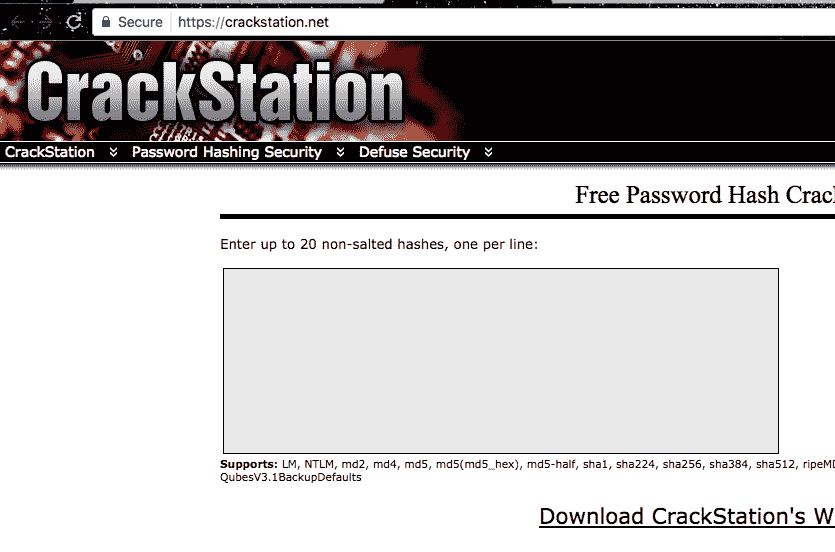 Secure https://crackstation.net
CrackStation
CrackStation Password Hashing Security Defuse Security
Free Password Hash Crac
Enter up to 20 non-salted hashes, one per line:
Supports: LM, NTLM, md2, md4, md5, md5(md5_hex), md5-half, sha1, sha224, sha256, sha384, sha512, ripeMD
QubesV3.1BackupDefaults
Download CrackStation's W